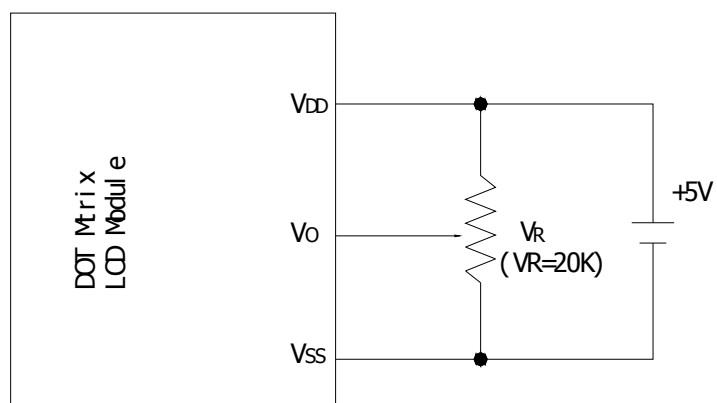 VDD
+5V
DOT Mtrix
LCD Module
VO
VR
(VR=20K)
VSS